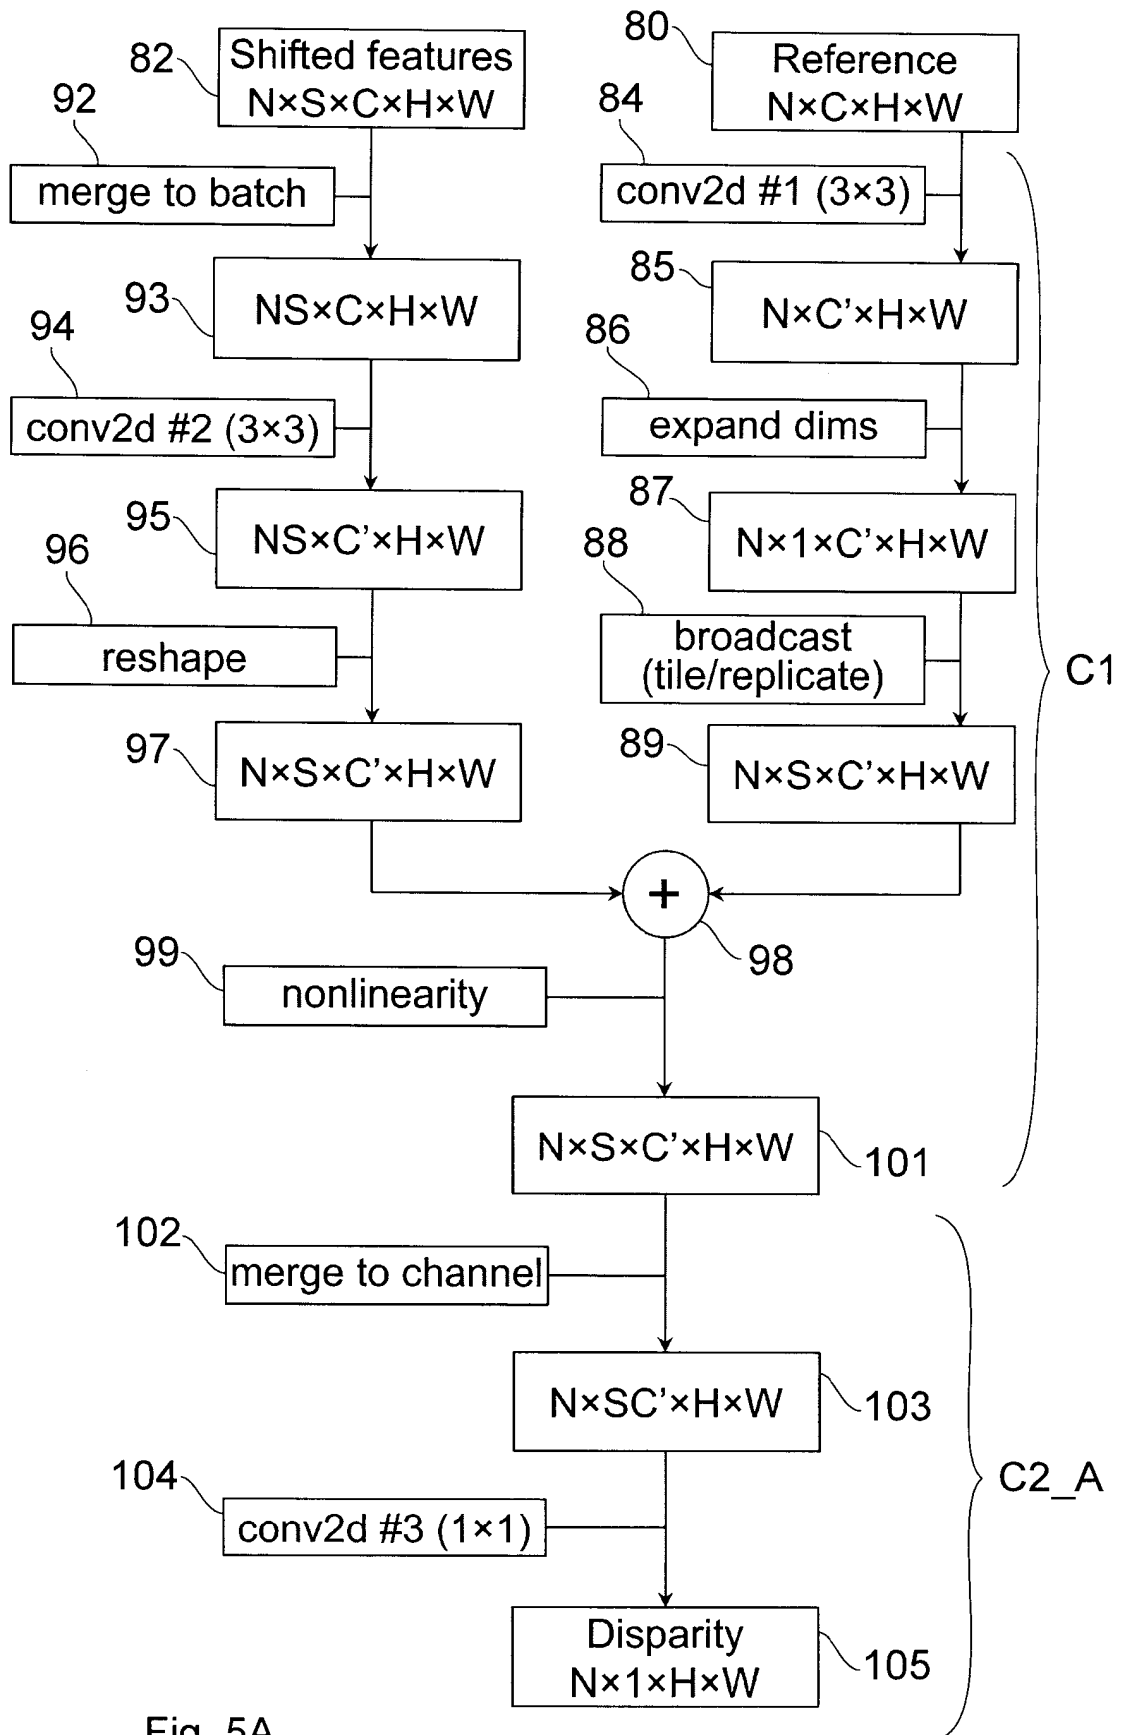 82
Shifted features
N×S×C×H×W
80
Reference
N×C×H×W
92
merge to batch
84
conv2d #1 (3×3)
93
NS×C×H×W
85
N×C’×H×W
94
conv2d #2 (3×3)
86
expand dims
95
NS×C’×H×W
87
N×1×C’×H×W
96
reshape
88
broadcast
(tile/replicate)
C1
97
N×S×C’×H×W
89
N×S×C’×H×W
+
98
99
nonlinearity
N×S×C’×H×W
101
102
merge to channel
N×SC’×H×W
103
C2_A
104
conv2d #3 (1×1)
Disparity
N×1×H×W
105
Fig. 5A